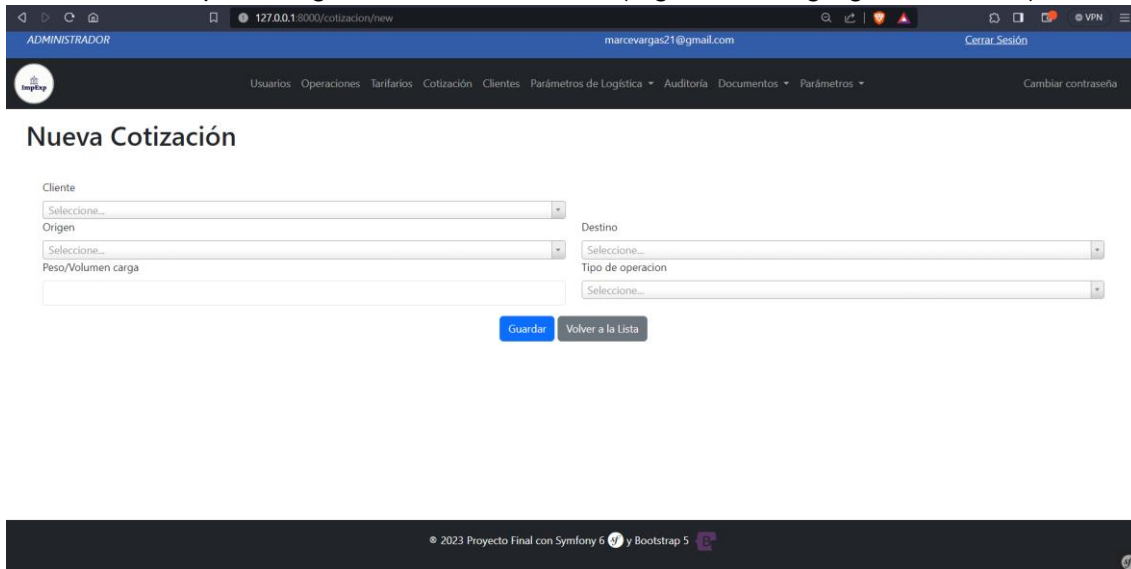 127.0.0.1:8000/cotizacion/new
VPN
ADMINISTRADOR marcevargas21@gmail.com Cerrar Sesión
ImpExp
Usuarios Operaciones Tarifarios Cotización Clientes Parámetros de Logística Auditoría Documentos Parámetros Cambiar contraseña
Nueva Cotización
Cliente
Seleccione...
Origen Destino
Seleccione... Seleccione...
Peso/Volumen carga Tipo de operacion
Seleccione...
Guardar Volver a la Lista
® 2023 Proyecto Final con Symfony 6 sf y Bootstrap 5 B